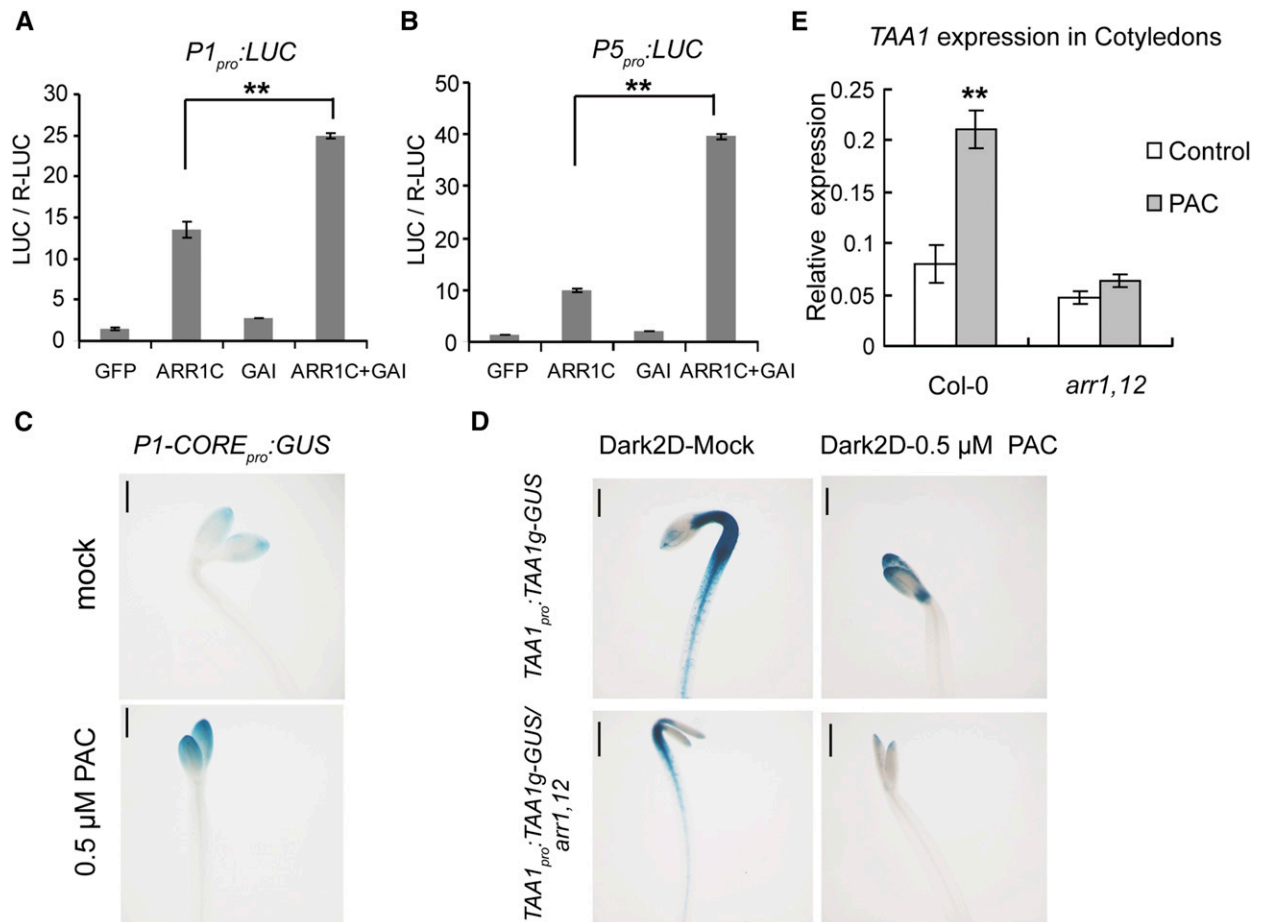 A
P1pro:LUC
**
LUC / R-LUC
30
25
20
15
10
5
0
GFP ARR1C GAI ARR1C+GAI
B
P5pro:LUC
**
LUC / R-LUC
50
40
30
20
10
0
GFP ARR1C GAI ARR1C+GAI
E
TAA1 expression in Cotyledons
**
Relative expression
0.25
0.2
0.15
0.1
0.05
0
Control
PAC
Col-0 arr1,12
C
P1-COREpro:GUS
mock
0.5 µM PAC
D
Dark2D-Mock Dark2D-0.5 µM PAC
TAA1pro:TAA1g-GUS
TAA1pro:TAA1g-GUS/
arr1,12